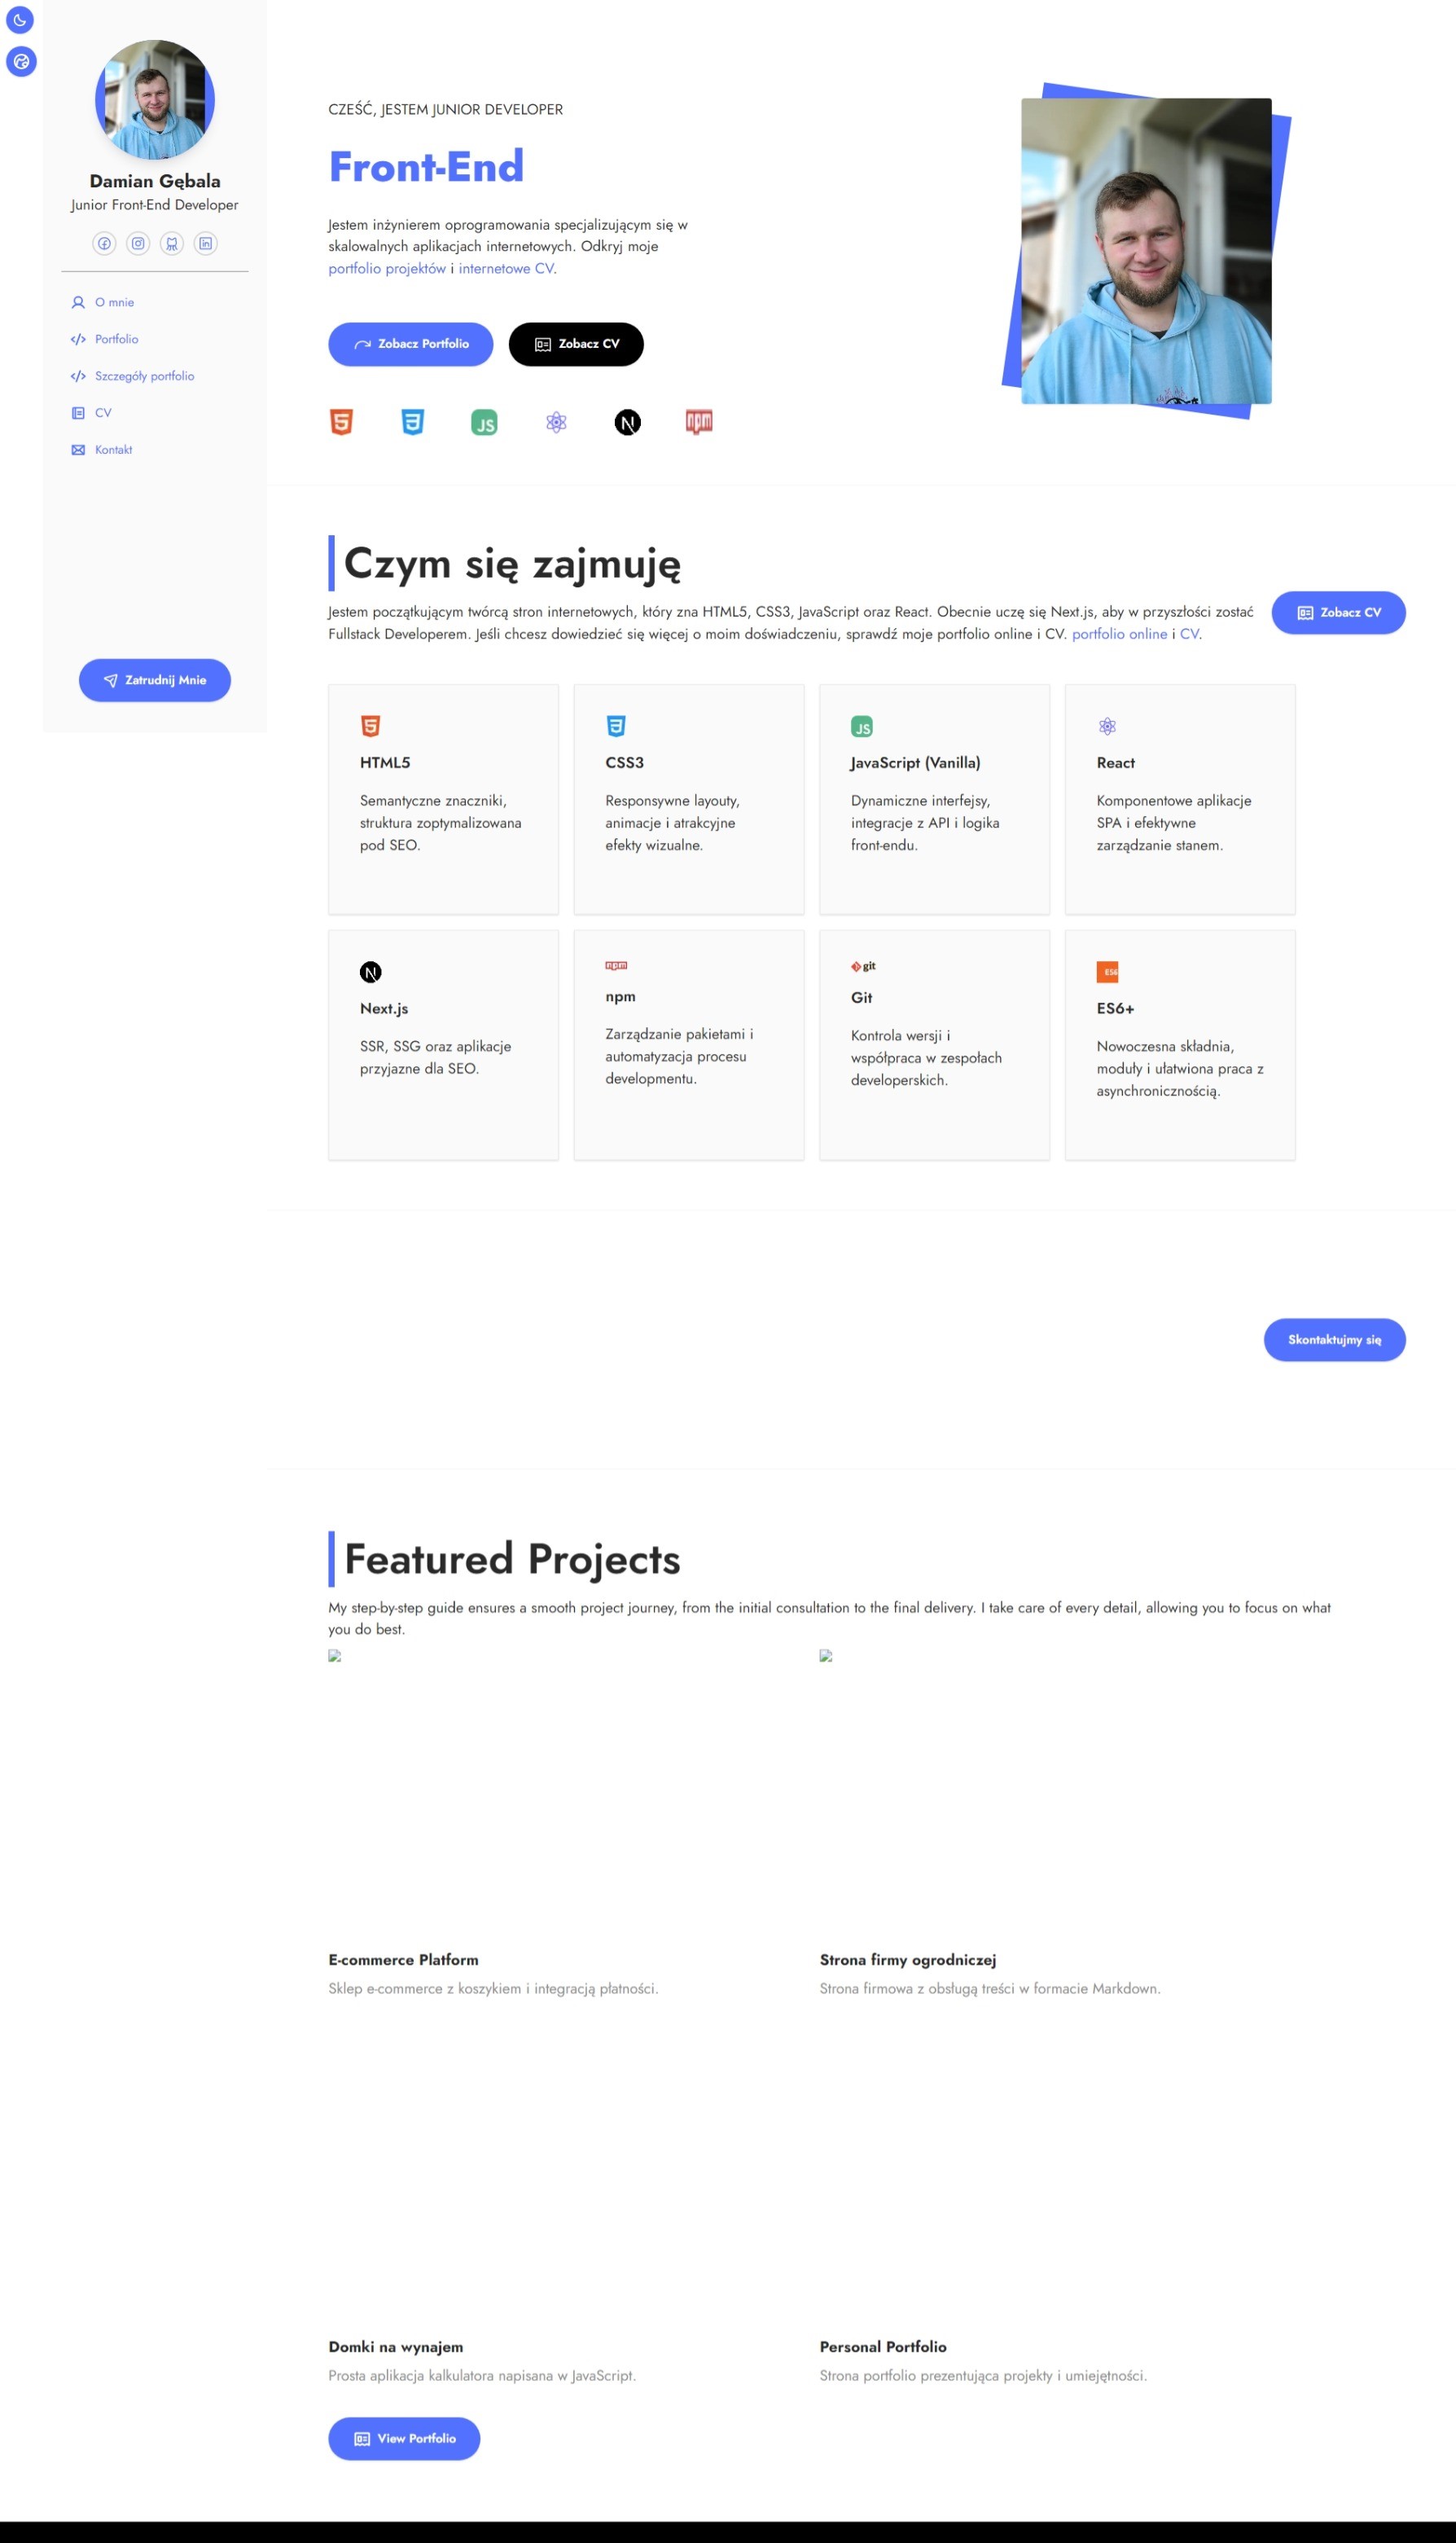 Damian Gębala
Junior Front-End Developer
O mnie
Portfolio
Szczegóły portfolio
CV
Kontakt
Zatrudnij Mnie
CZEŚĆ, JESTEM JUNIOR DEVELOPER
Front-End
Jestem inżynierem oprogramowania specjalizującym się w
skalowalnych aplikacjach internetowych. Odkryj moje
portfolio projektów i internetowe CV.
Zobacz Portfolio
Zobacz CV
5
3
JS
N
npm
Czym się zajmuję
Jestem początkującym twórcą stron internetowych, który zna HTML5, CSS3, JavaScript oraz React. Obecnie uczę się Next.js, aby w przyszłości zostać
Fullstack Developerem. Jeśli chcesz dowiedzieć się więcej o moim doświadczeniu, sprawdź moje portfolio online i CV. portfolio online i CV.
Zobacz CV
5
HTML5
Semantyczne znaczniki,
struktura zoptymalizowana
pod SEO.
3
CSS3
Responsywne layouty,
animacje i atrakcyjne
efekty wizualne.
JS
JavaScript (Vanilla)
Dynamiczne interfejsy,
integracje z API i logika
front-endu.
React
Komponentowe aplikacje
SPA i efektywne
zarządzanie stanem.
N
Next.js
SSR, SSG oraz aplikacje
przyjazne dla SEO.
npm
npm
Zarządzanie pakietami i
automatyzacja procesu
developmentu.
git
Git
Kontrola wersji i
współpraca w zespołach
developerskich.
ES6
ES6+
Nowoczesna składnia,
moduły i ułatwiona praca z
asynchronicznością.
Skontaktujmy się
Featured Projects
My step-by-step guide ensures a smooth project journey, from the initial consultation to the final delivery. I take care of every detail, allowing you to focus on what
you do best.
E-commerce Platform
Sklep e-commerce z koszykiem i integracją płatności.
Strona firmy ogrodniczej
Strona firmowa z obsługą treści w formacie Markdown.
Domki na wynajem
Prosta aplikacja kalkulatora napisana w JavaScript.
Personal Portfolio
Strona portfolio prezentująca projekty i umiejętności.
View Portfolio